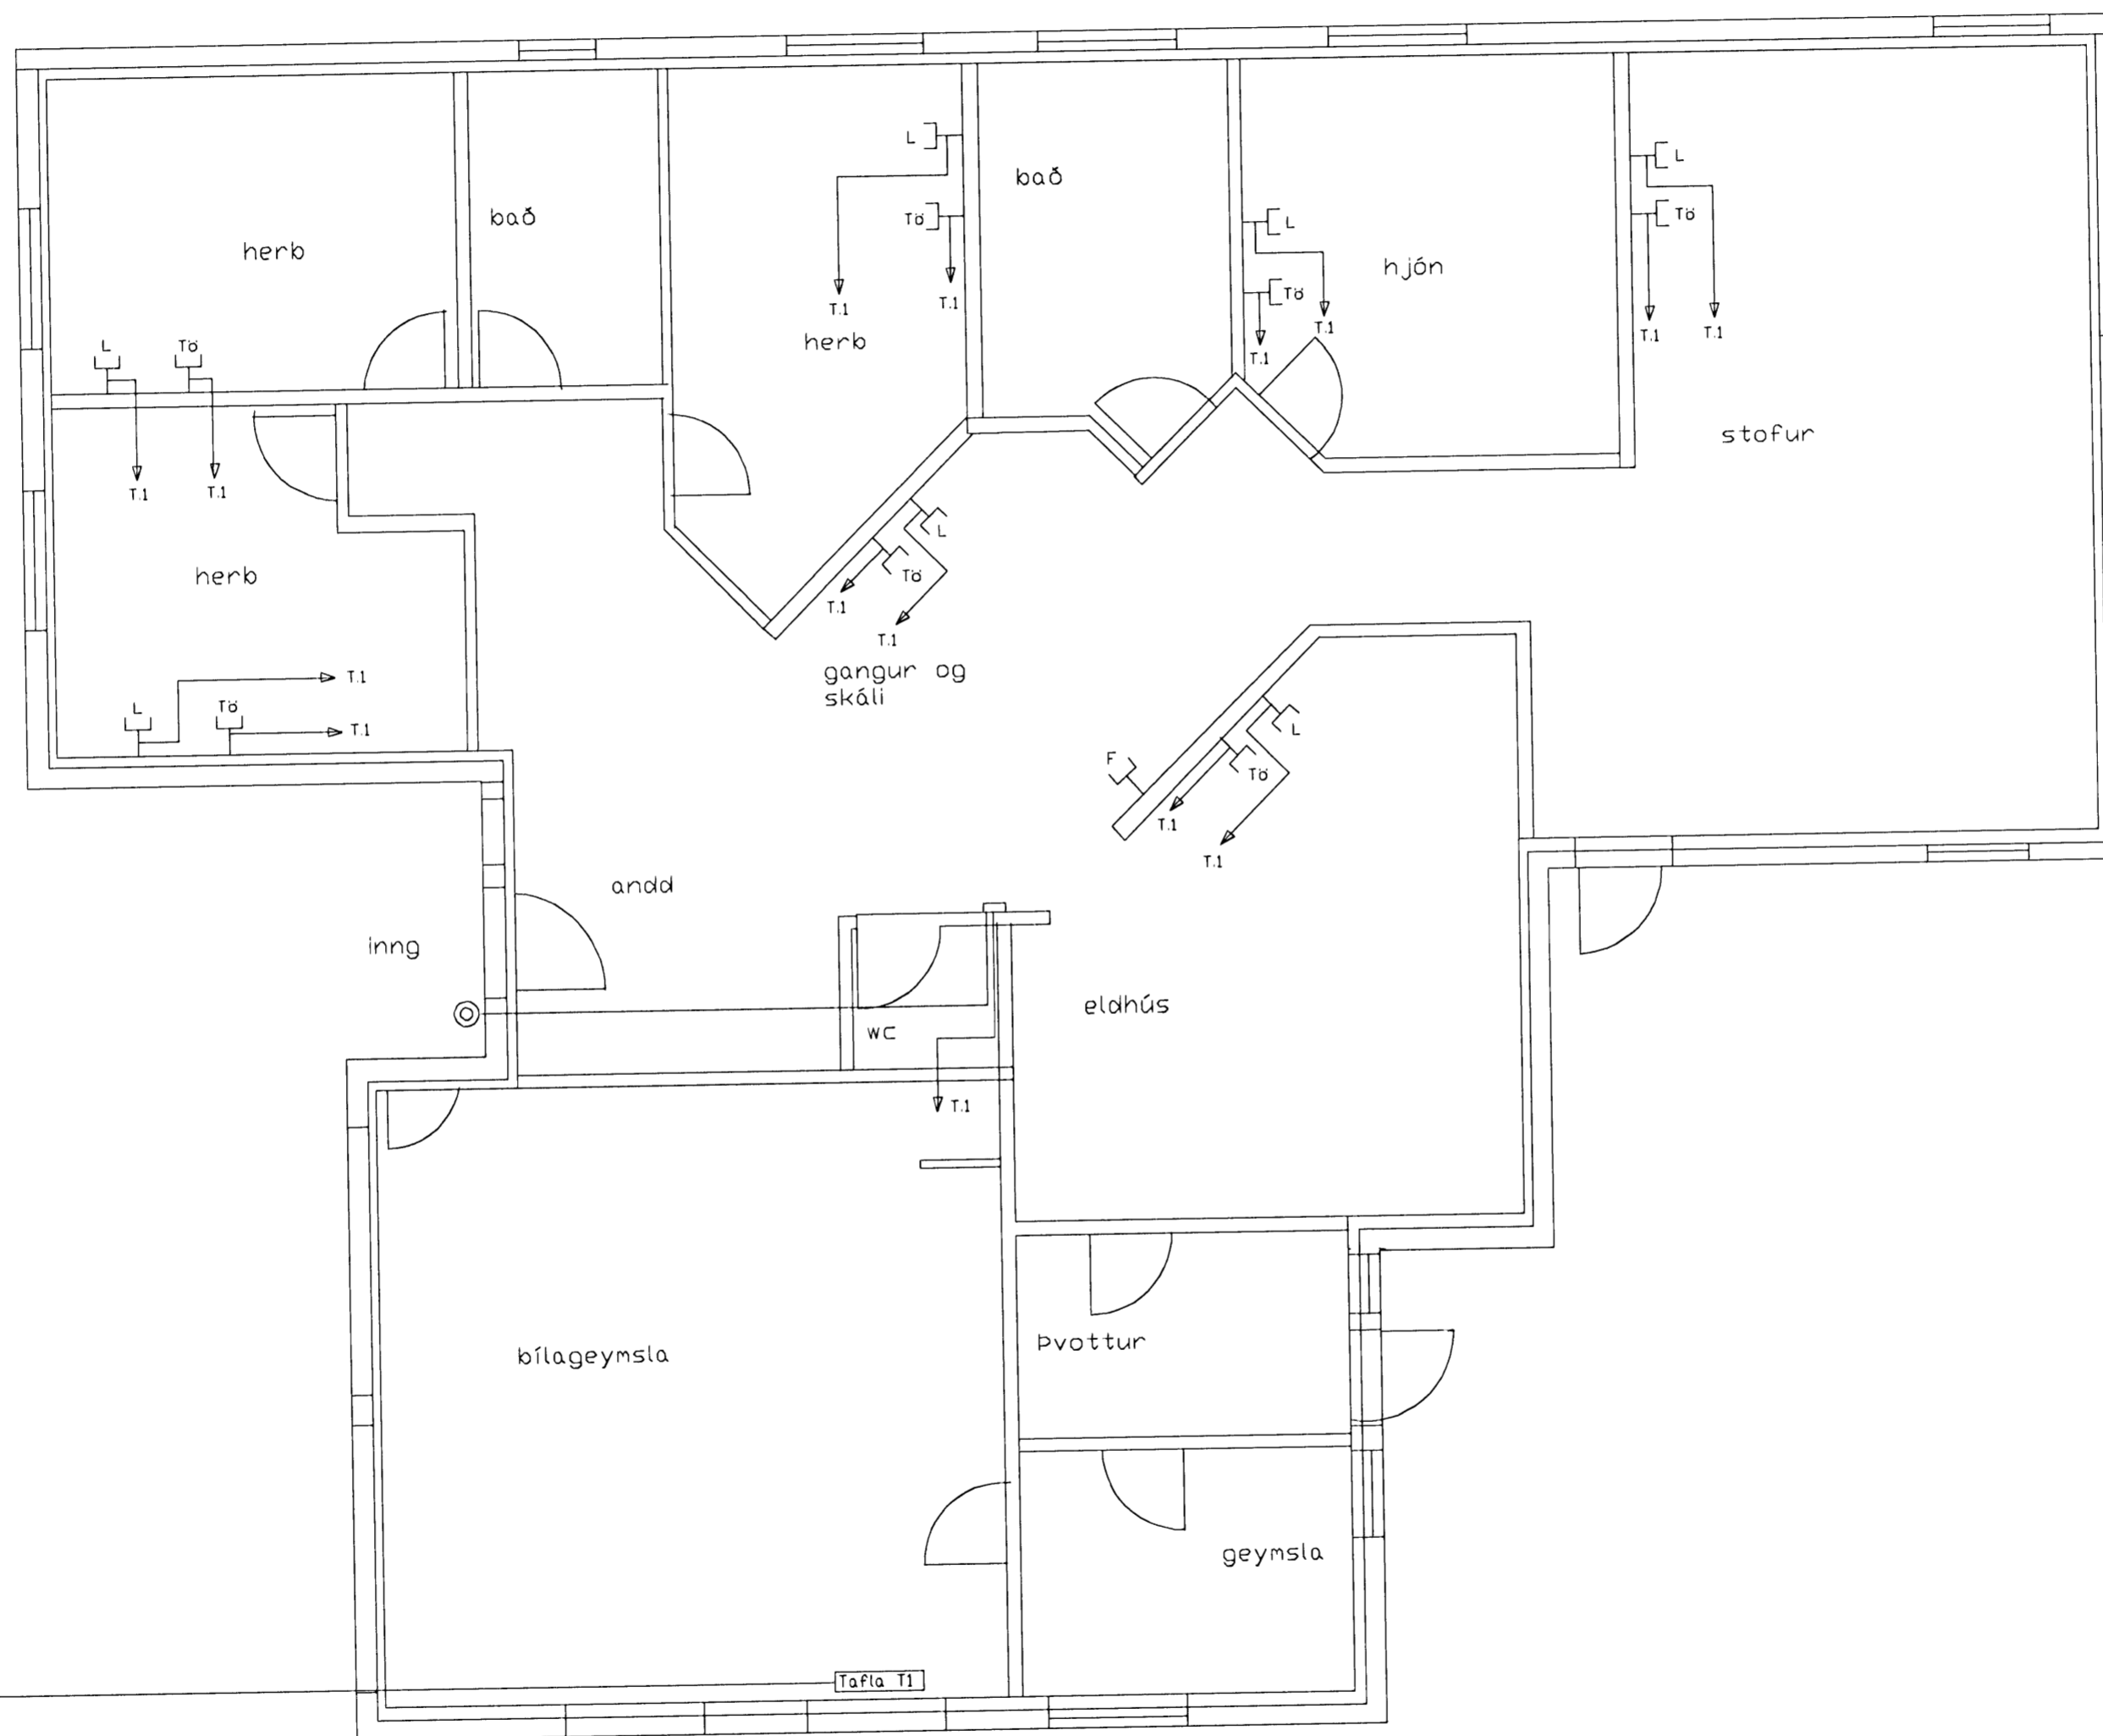 L
bað
L
L
Tö
Tö
bað
herb
L
hjón
Tö
T.1
T.1
T.1
T.1
herb
L
Tö
T.1
T.1
T.1
T.1
stofur
T.1
T.1
L
herb
Tö
T.1
T.1
gangur og
skáli
T.1
L
Tö
T.1
L
F
Tö
T.1
T.1
andd
inng
eldhús
WC
T.1
Þvottur
bílageymsla
geymsla
Tafla T1